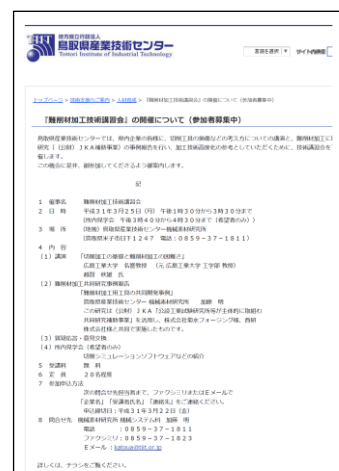 地方独立行政法人
鳥取県産業技術センター
Tottori Institute of Industrial Technology
言語を選択 ▼
サイト内検索
トップページ > 技術支援のご案内 > 人材育成 > 『難削材加工技術講習会』の開催について（参加者募集中）
『難削材加工技術講習会』の開催について（参加者募集中）
鳥取県産業技術センターでは、県内企業の皆様に、切削工具の損傷などの考え方についての講演と、難削材加工に
研究（（公財）ＪＫＡ補助事業）の事例報告を行い、加工技術高度化の参考としていただくために、技術講習会を
催します。
この機会に是非、御参加してくださるよう御案内します。
記
１ 催事名 難削材加工技術講習会
２ 日 時 平成３１年３月２５日（月） 午後１時３０分から３時３０分まで
（所内見学会 午後３時４０分から４時３０分まで（希望者のみ））
３ 場 所 （地独）鳥取県産業技術センター機械素材研究所
（鳥取県米子市日下１２４７ 電話：０８５９－３７－１８１１）
４ 内 容
（１）講演 「切削加工の基礎と難削材加工の困難さ」
広島工業大学 名誉教授 （元 広島工業大学 工学部 教授）
（２）難削材加工共同研究事例報告
「難削材加工用工具の共同開発事例」
鳥取県産業技術センター 機械素材研究所 加藤 明
この研究は（公財）ＪＫＡ「公設工業試験研究所等が主体的に取組む
共同研究補助事業」を活用し、株式会社菊水フォージング様、
株式会社様と共同で実施したものです。
（３）質疑応答・意見交換
（４）所内見学会（希望者のみ）
切削シミュレーションソフトウェアなどの紹介
５ 受講料 無 料
６ 定 員 ２０名程度
７ 参加申込方法
次の問合せ先担当者まで、ファクシミリまたはＥメールで
「企業名」「受講者氏名」「連絡先」をご連絡ください。
申込締切日：平成３１年３月２２日（金）
８ 問合せ先 機械素材研究所 機械システム科 加藤 明
電話 ：０８５９－３７－１８１１
ファクシミリ：０８５９－３７－１８２３
Ｅメール ：katoua@tiit.or.jp
詳しくは、チラシをご覧ください。